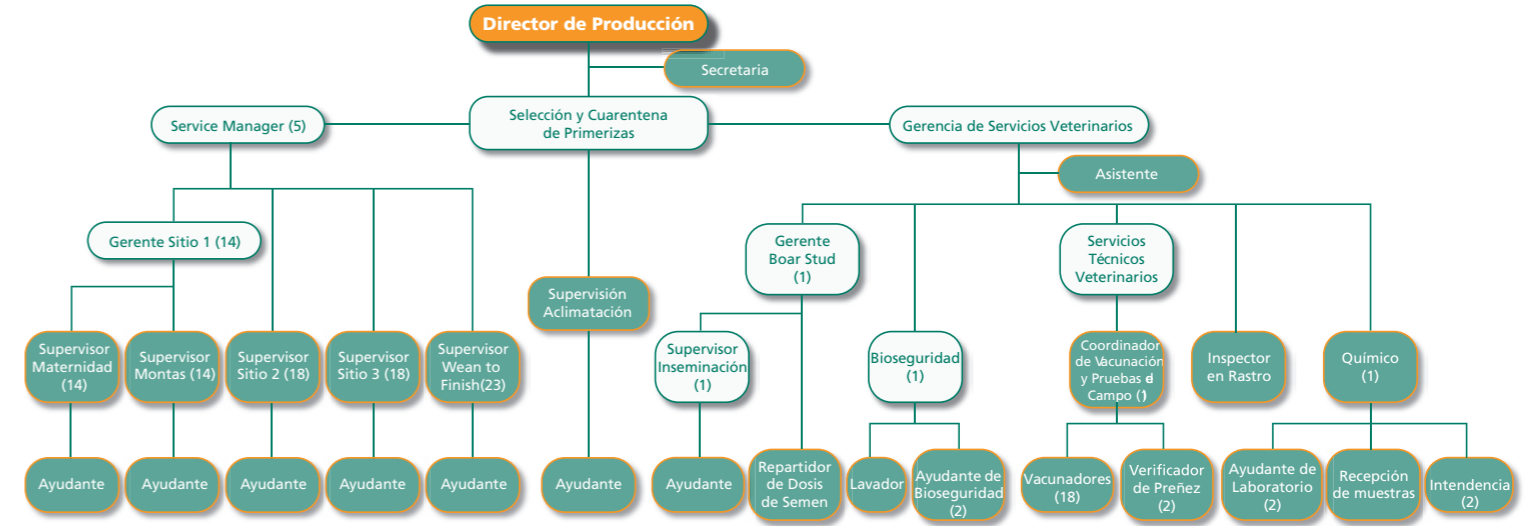 Director de Producción
Secretaria
Service Manager (5)
Selección y Cuarentena
de Primerizas
Gerencia de Servicios Veterinarios
Asistente
Gerente Sitio 1 (14)
Gerente
Boar Stud
(1)
Servicios
Técnicos
Veterinarios
Supervisión
Aclimatación
Supervisor
Maternidad
(14)
Supervisor
Montas (14)
Supervisor
Sitio 2 (18)
Supervisor
Sitio 3 (18)
Supervisor
Wean to
Finish(23)
Supervisor
Inseminación
(1)
Bioseguridad
(1)
Coordinador
de Vacunación
y Pruebas d
Campo (1)
Inspector
en Rastro
Químico
(1)
Ayudante
Ayudante
Ayudante
Ayudante
Ayudante
Ayudante
Ayudante
Repartidor
de Dosis
de Semen
Lavador
Ayudante de
Bioseguridad
(2)
Vacunadores
(18)
Verificador
de Preñez
(2)
Ayudante de
Laboratorio
(2)
Recepción
de muestras
Intendencia
(2)